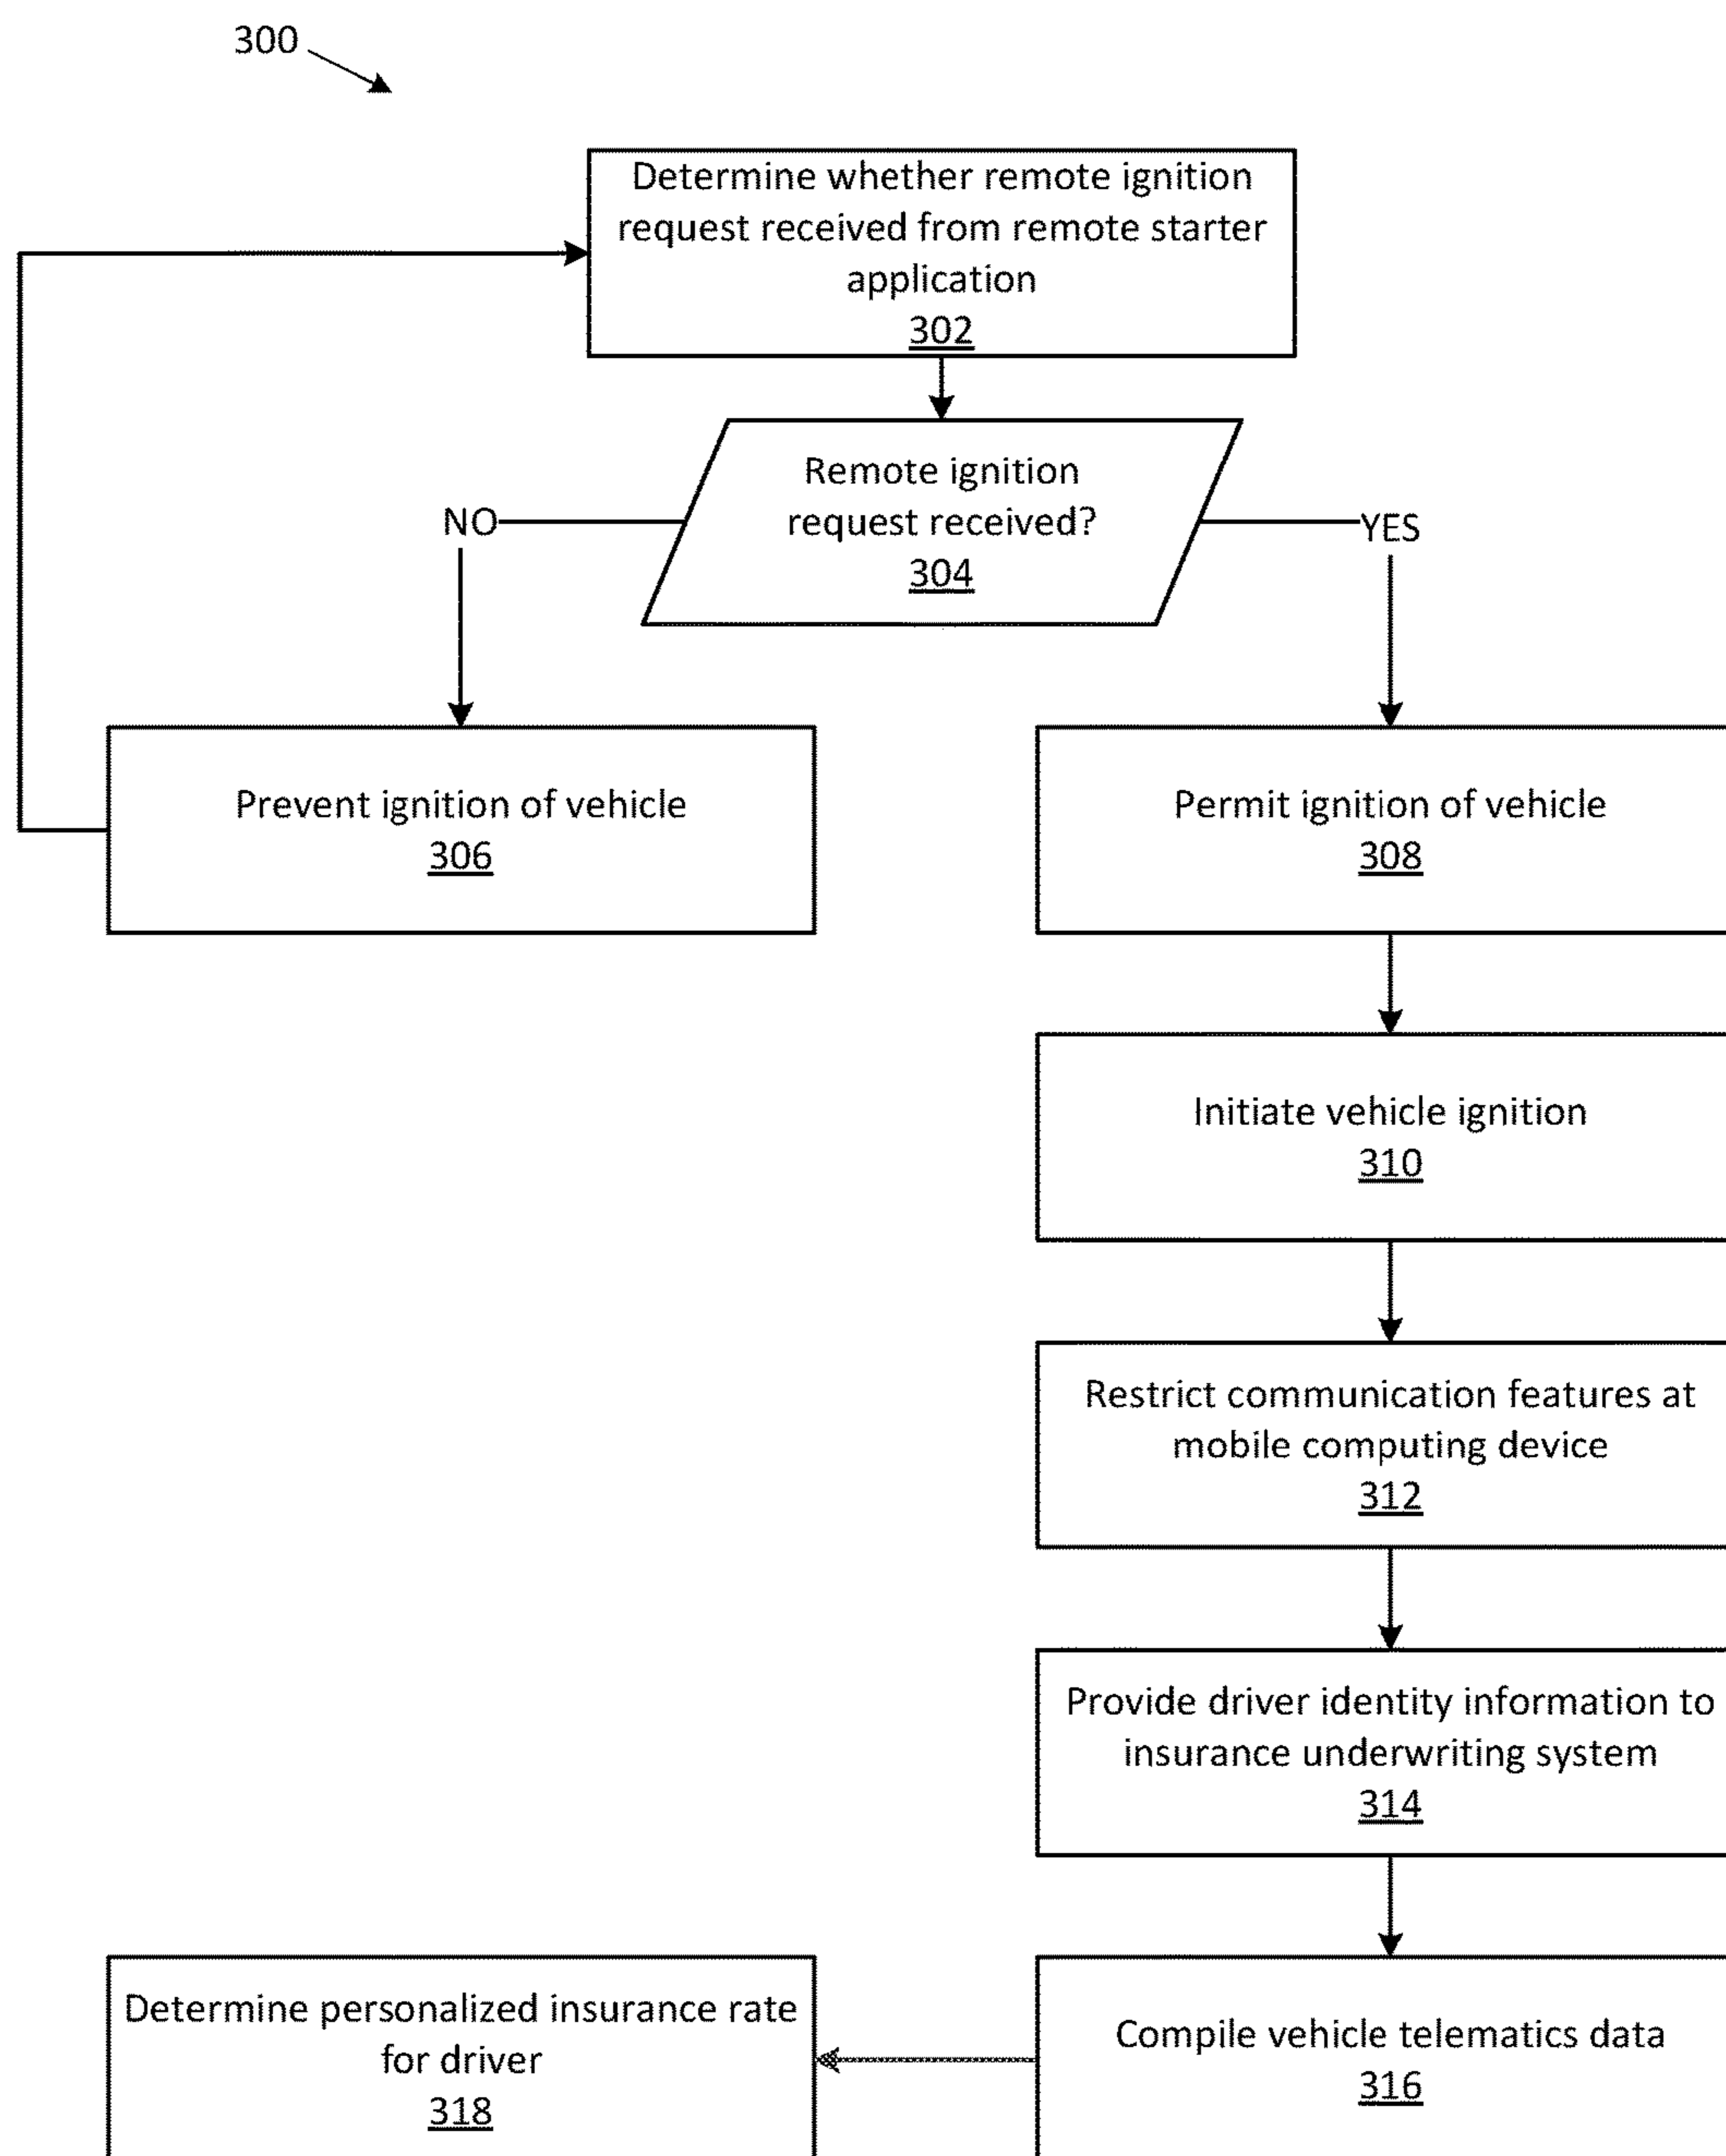 300
Determine whether remote ignition
request received from remote starter
application
302
Remote ignition
request received?
304
NO
YES
Prevent ignition of vehicle
306
Permit ignition of vehicle
308
Initiate vehicle ignition
310
Restrict communication features at
mobile computing device
312
Provide driver identity information to
insurance underwriting system
314
Compile vehicle telematics data
316
Determine personalized insurance rate
for driver
318